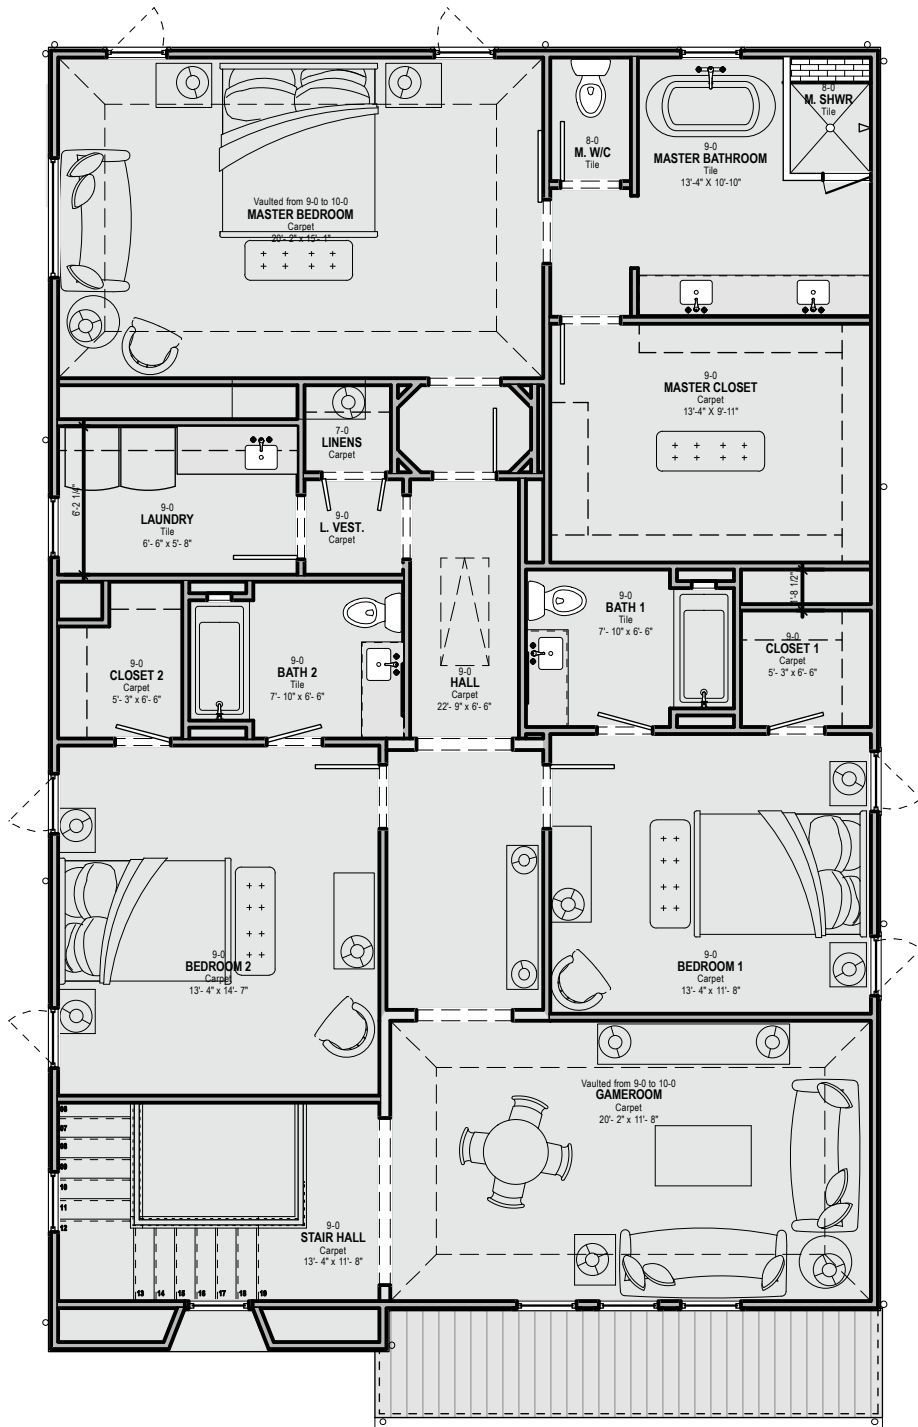 8-0
M. SHWR
Tile
8-0
M. W/C
Tile
9-0
MASTER BATHROOM
Tile
13'-4" X 10'-10"
Vaulted from 9-0 to 10-0
MASTER BEDROOM
Carpet
20'- 2" x 15'- 1"
9-0
MASTER CLOSET
Carpet
13'-4" X 9'-11"
7-0
LINENS
Carpet
6'-2 1/4"
9-0
LAUNDRY
Tile
6'- 6" x 5'- 8"
9-0
L. VEST.
Carpet
1'-8 1/2"
9-0
BATH 1
Tile
7'- 10" x 6'- 6"
9-0
CLOSET 1
Carpet
5'- 3" x 6'- 6"
9-0
CLOSET 2
Carpet
5'- 3" x 6'- 6"
9-0
BATH 2
Tile
7'- 10" x 6'- 6"
9-0
HALL
Carpet
22'- 9" x 6'- 6"
9-0
BEDROOM 2
Carpet
13'- 4" x 14'- 7"
9-0
BEDROOM 1
Carpet
13'- 4" x 11'- 8"
Vaulted from 9-0 to 10-0
GAMEROOM
Carpet
20'- 2" x 11'- 8"
06
07
08
09
10
11
12
9-0
STAIR HALL
Carpet
13'- 4" x 11'- 8"
13
14
15
16
17
18
19